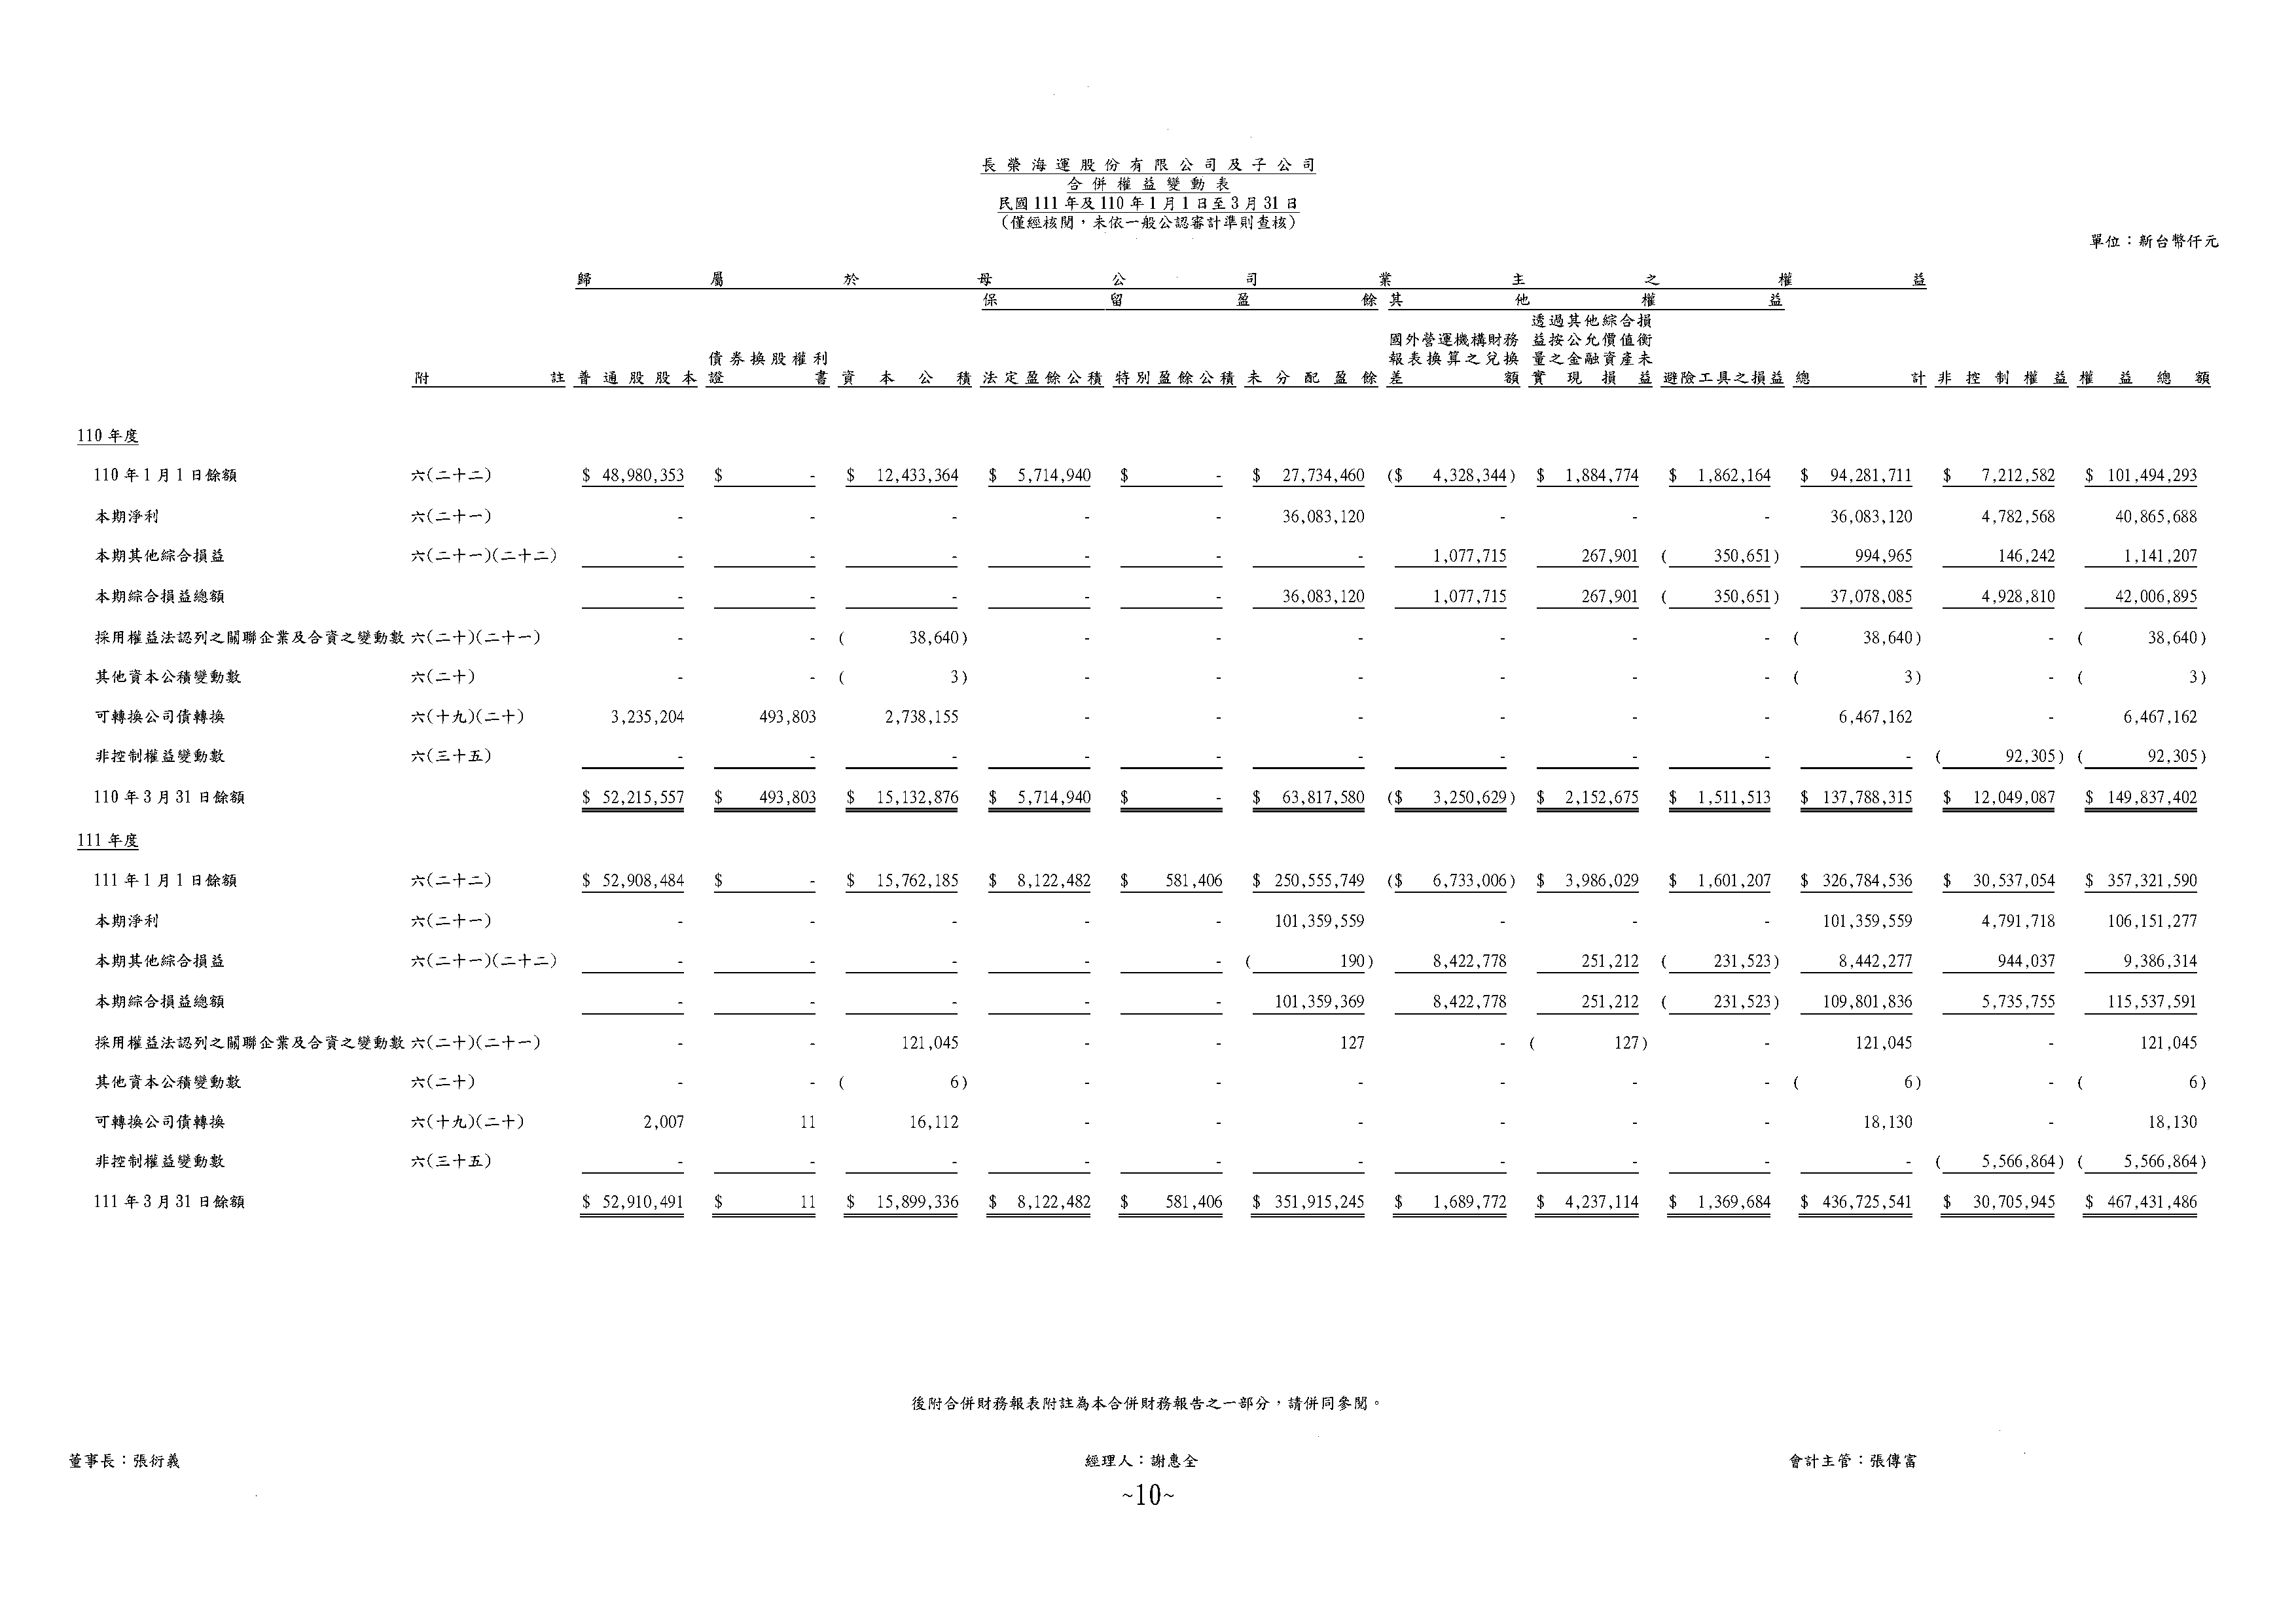 長榮海運股份有限公司及子公司
合併權益變動表
民國111年及110年1月1日至3月31日
(僅經核閱,未依一般公認審計準則查核)
單位:新台幣仟元
歸屬於母公司業主之權益
保留盈餘 其他權益
透過其他綜合損
國外營運機構財務 益按公允價值衡
債券換股權利 報表換算之兌換 量之金融資產未
附註 普通股股本 證書 資本公積 法定盈餘公積 特別盈餘公積 未分配盈餘 差額 實現損益 避險工具之損益 總計 非控制權益 權益總額
110年度
110年1月1日餘額 六(二十二) $ 48,980,353 $ - $ 12,433,364 $ 5,714,940 $ - $ 27,734,460 ($ 4,328,344) $ 1,884,774 $ 1,862,164 $ 94,281,711 $ 7,212,582 $ 101,494,293
本期淨利 六(二十一) - - - - - 36,083,120 - - - 36,083,120 4,782,568 40,865,688
本期其他綜合損益 六(二十一)(二十二) - - - - - - 1,077,715 267,901 ( 350,651) 994,965 146,242 1,141,207
本期綜合損益總額 - - - - - 36,083,120 1,077,715 267,901 ( 350,651) 37,078,085 4,928,810 42,006,895
採用權益法認列之關聯企業及合資之變動數 六(二十)(二十一) - - ( 38,640) - - - - - - ( 38,640) - ( 38,640)
其他資本公積變動數 六(二十) - - ( 3) - - - - - - ( 3) - ( 3)
可轉換公司債轉換 六(十九)(二十) 3,235,204 493,803 2,738,155 - - - - - - 6,467,162 - 6,467,162
非控制權益變動數 六(三十五) - - - - - - - - - - ( 92,305) ( 92,305)
110年3月31日餘額 $ 52,215,557 $ 493,803 $ 15,132,876 $ 5,714,940 $ - $ 63,817,580 ($ 3,250,629) $ 2,152,675 $ 1,511,513 $ 137,788,315 $ 12,049,087 $ 149,837,402
111年度
111年1月1日餘額 六(二十二) $ 52,908,484 $ - $ 15,762,185 $ 8,122,482 $ 581,406 $ 250,555,749 ($ 6,733,006) $ 3,986,029 $ 1,601,207 $ 326,784,536 $ 30,537,054 $ 357,321,590
本期淨利 六(二十一) - - - - - 101,359,559 - - - 101,359,559 4,791,718 106,151,277
本期其他綜合損益 六(二十一)(二十二) - - - - - ( 190) 8,422,778 251,212 ( 231,523) 8,442,277 944,037 9,386,314
本期綜合損益總額 - - - - - 101,359,369 8,422,778 251,212 ( 231,523) 109,801,836 5,735,755 115,537,591
採用權益法認列之關聯企業及合資之變動數 六(二十)(二十一) - - 121,045 - - 127 - ( 127) - 121,045 - 121,045
其他資本公積變動數 六(二十) - - ( 6) - - - - - - ( 6) - ( 6)
可轉換公司債轉換 六(十九)(二十) 2,007 11 16,112 - - - - - - 18,130 - 18,130
非控制權益變動數 六(三十五) - - - - - - - - - - ( 5,566,864) ( 5,566,864)
111年3月31日餘額 $ 52,910,491 $ 11 $ 15,899,336 $ 8,122,482 $ 581,406 $ 351,915,245 $ 1,689,772 $ 4,237,114 $ 1,369,684 $ 436,725,541 $ 30,705,945 $ 467,431,486
後附合併財務報表附註為本合併財務報告之一部分,請併同參閱。
董事長:張衍義 經理人:謝惠全 會計主管:張傳富
~10~